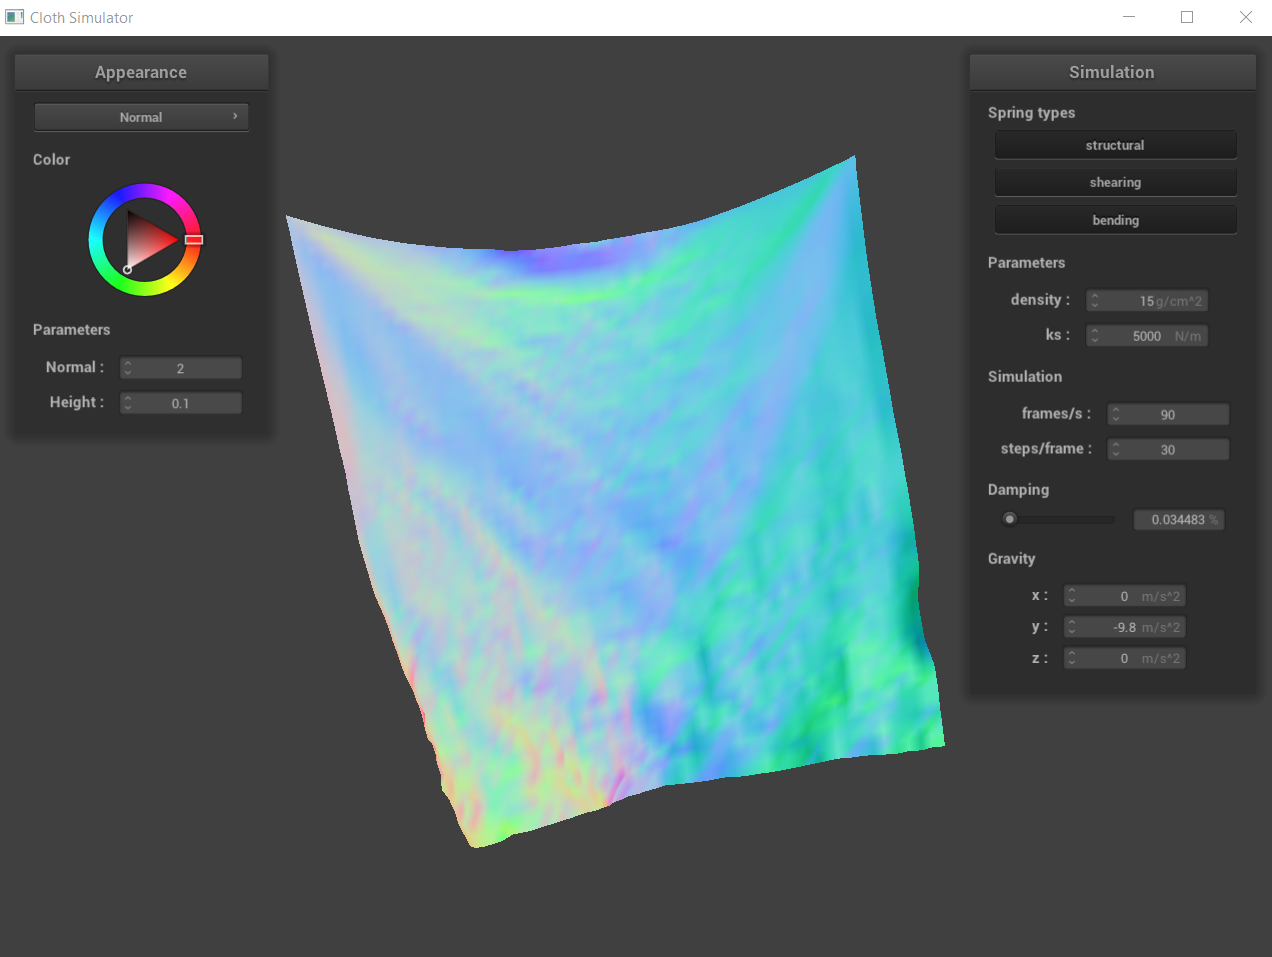 Cloth Simulator
Appearance
Normal
Color
Parameters
Normal : 2
Height : 0.1
Simulation
Spring types
structural
shearing
bending
Parameters
density : 15 g/cm^2
ks : 5000 N/m
Simulation
frames/s : 90
steps/frame : 30
Damping
0.034483 %
Gravity
x : 0 m/s^2
y : -9.8 m/s^2
z : 0 m/s^2